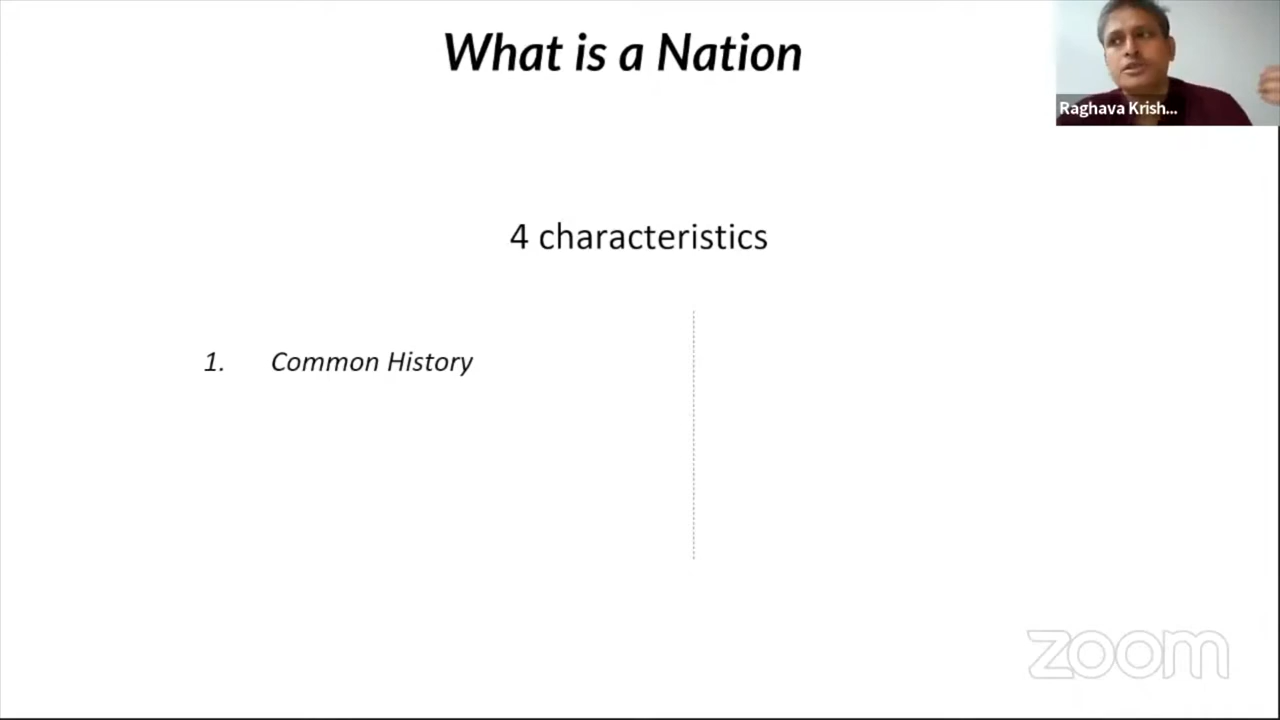 What is a Nation
Raghava Krish...
4 characteristics
1. Common History
zoom